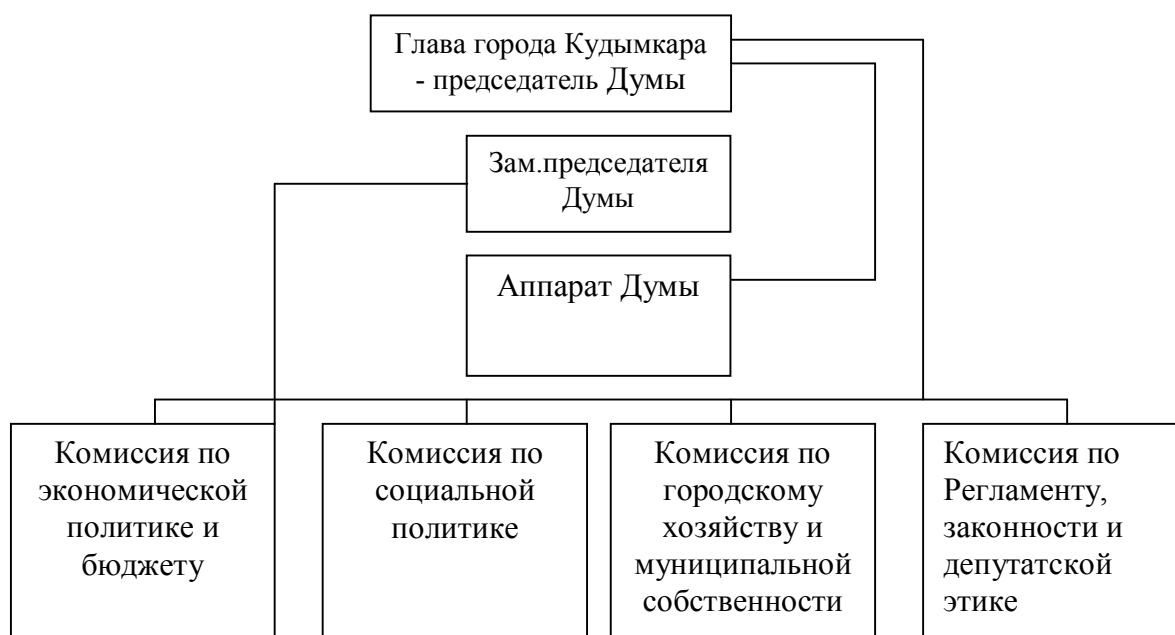 Глава города Кудымкара
- председатель Думы
Зам.председателя
Думы
Аппарат Думы
Комиссия по
экономической
политике и
бюджету
Комиссия по
социальной
политике
Комиссия по
городскому
хозяйству и
муниципальной
собственности
Комиссия по
Регламенту,
законности и
депутатской
этике